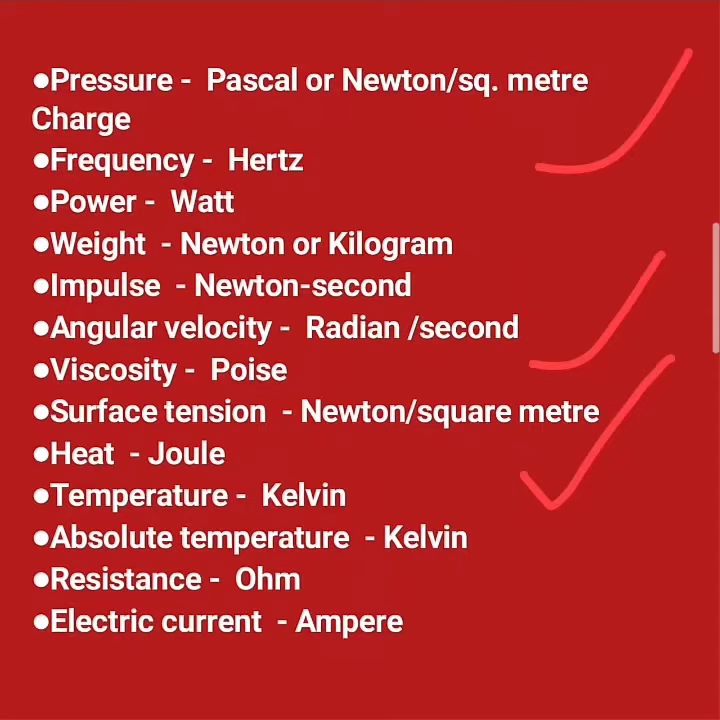 ●Pressure - Pascal or Newton/sq. metre
Charge
●Frequency - Hertz
●Power - Watt
●Weight - Newton or Kilogram
●Impulse - Newton-second
●Angular velocity - Radian /second
●Viscosity - Poise
●Surface tension - Newton/square metre
●Heat - Joule
●Temperature - Kelvin
●Absolute temperature - Kelvin
●Resistance - Ohm
●Electric current - Ampere